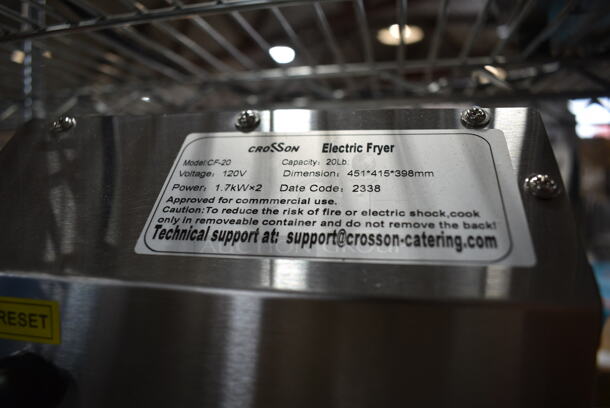 CROSSON Electric Fryer
Model:CF-20 Capacity: 20Lb.
Voltage: 120V Dimension: 451*415*398mm
Power: 1.7kW×2 Date Code: 2338
Approved for commmercial use.
Caution:To reduce the risk of fire or electric shock,cook
only in removeable container and do not remove the back!
Technical support at: support@crosson-catering.com
RESET